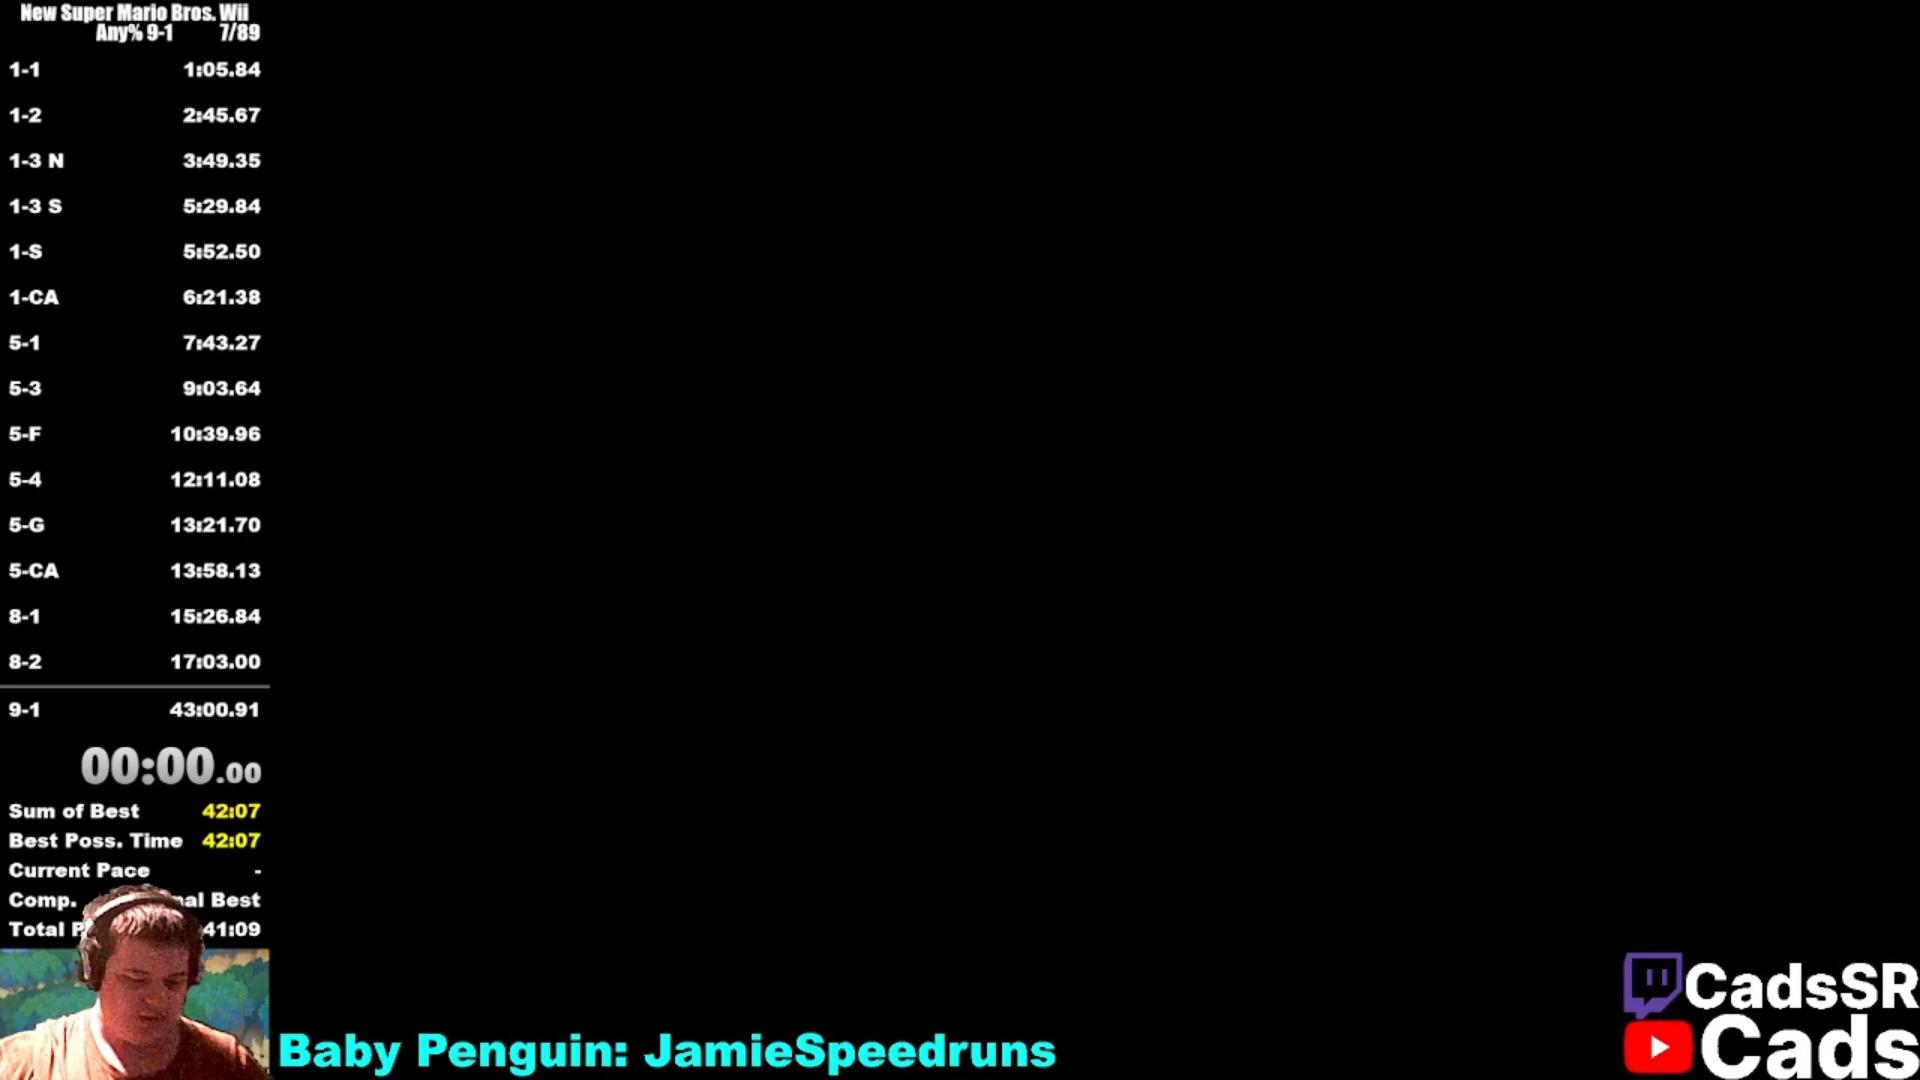 New Super Mario Bros. Wii
Any% 9-1 7/89
1-1 1:05.84
1-2 2:45.67
1-3 N 3:49.35
1-3 S 5:29.84
1-S 5:52.50
1-CA 6:21.38
5-1 7:43.27
5-3 9:03.64
5-F 10:39.96
5-4 12:11.08
5-G 13:21.70
5-CA 13:58.13
8-1 15:26.84
8-2 17:03.00
9-1 43:00.91
00:00.00
Sum of Best 42:07
Best Poss. Time 42:07
Current Pace -
Comp. Best
Total 41:09
Baby Penguin: JamieSpeedruns
CadsSR
Cads